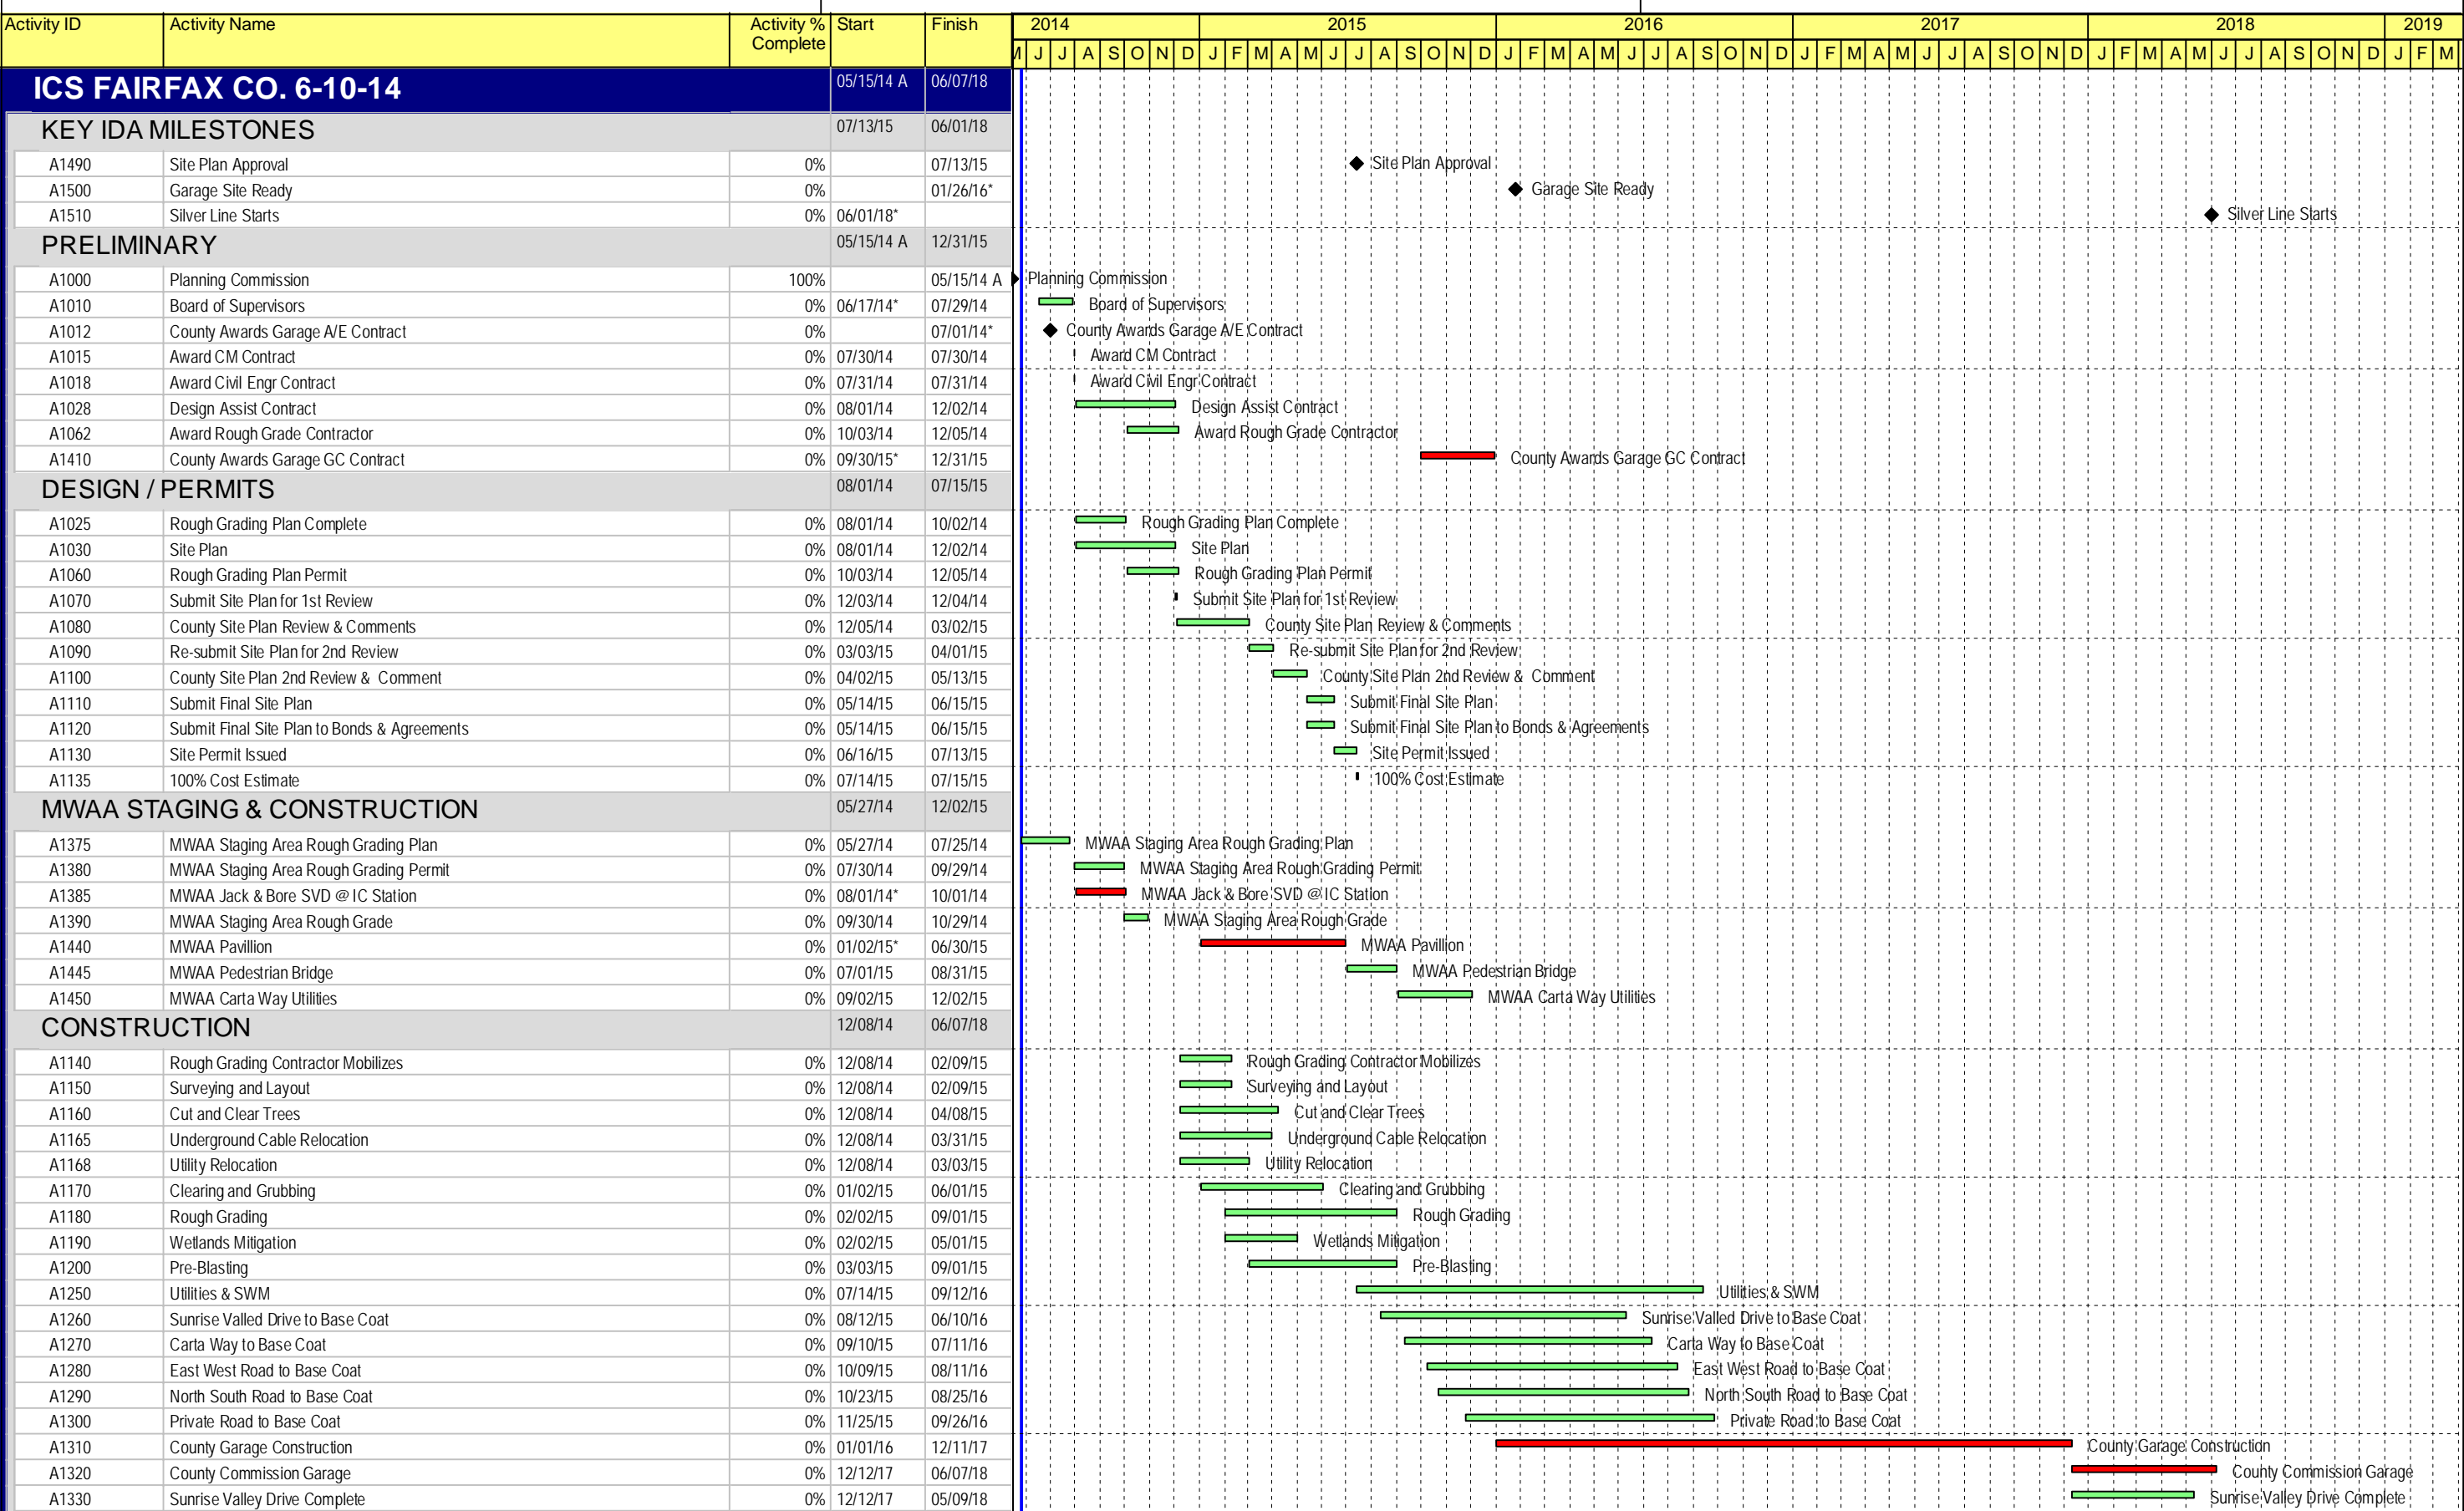 Activity ID Activity Name Activity % Complete Start Finish 2014 2015 2016 2017 2018 2019
M J J A S O N D J F M A M J J A S O N D J F M A M J J A S O N D J F M A M J J A S O N D J F M A M J J A S O N D J F M
ICS FAIRFAX CO. 6-10-14 05/15/14 A 06/07/18
KEY IDA MILESTONES 07/13/15 06/01/18
A1490 Site Plan Approval 0% 07/13/15 Site Plan Approval
A1500 Garage Site Ready 0% 01/26/16* Garage Site Ready
A1510 Silver Line Starts 0% 06/01/18* Silver Line Starts
PRELIMINARY 05/15/14 A 12/31/15
A1000 Planning Commission 100% 05/15/14 A Planning Commission
A1010 Board of Supervisors 0% 06/17/14* 07/29/14 Board of Supervisors
A1012 County Awards Garage A/E Contract 0% 07/01/14* County Awards Garage A/E Contract
A1015 Award CM Contract 0% 07/30/14 07/30/14 Award CM Contract
A1018 Award Civil Engr Contract 0% 07/31/14 07/31/14 Award Civil Engr Contract
A1028 Design Assist Contract 0% 08/01/14 12/02/14 Design Assist Contract
A1062 Award Rough Grade Contractor 0% 10/03/14 12/05/14 Award Rough Grade Contractor
A1410 County Awards Garage GC Contract 0% 09/30/15* 12/31/15 County Awards Garage GC Contract
DESIGN / PERMITS 08/01/14 07/15/15
A1025 Rough Grading Plan Complete 0% 08/01/14 10/02/14 Rough Grading Plan Complete
A1030 Site Plan 0% 08/01/14 12/02/14 Site Plan
A1060 Rough Grading Plan Permit 0% 10/03/14 12/05/14 Rough Grading Plan Permit
A1070 Submit Site Plan for 1st Review 0% 12/03/14 12/04/14 Submit Site Plan for 1st Review
A1080 County Site Plan Review & Comments 0% 12/05/14 03/02/15 County Site Plan Review & Comments
A1090 Re-submit Site Plan for 2nd Review 0% 03/03/15 04/01/15 Re-submit Site Plan for 2nd Review
A1100 County Site Plan 2nd Review & Comment 0% 04/02/15 05/13/15 County Site Plan 2nd Review & Comment
A1110 Submit Final Site Plan 0% 05/14/15 06/15/15 Submit Final Site Plan
A1120 Submit Final Site Plan to Bonds & Agreements 0% 05/14/15 06/15/15 Submit Final Site Plan to Bonds & Agreements
A1130 Site Permit Issued 0% 06/16/15 07/13/15 Site Permit Issued
A1135 100% Cost Estimate 0% 07/14/15 07/15/15 100% Cost Estimate
MWAA STAGING & CONSTRUCTION 05/27/14 12/02/15
A1375 MWAA Staging Area Rough Grading Plan 0% 05/27/14 07/25/14 MWAA Staging Area Rough Grading Plan
A1380 MWAA Staging Area Rough Grading Permit 0% 07/30/14 09/29/14 MWAA Staging Area Rough Grading Permit
A1385 MWAA Jack & Bore SVD @ IC Station 0% 08/01/14* 10/01/14 MWAA Jack & Bore SVD @ IC Station
A1390 MWAA Staging Area Rough Grade 0% 09/30/14 10/29/14 MWAA Staging Area Rough Grade
A1440 MWAA Pavillion 0% 01/02/15* 06/30/15 MWAA Pavillion
A1445 MWAA Pedestrian Bridge 0% 07/01/15 08/31/15 MWAA Pedestrian Bridge
A1450 MWAA Carta Way Utilities 0% 09/02/15 12/02/15 MWAA Carta Way Utilities
CONSTRUCTION 12/08/14 06/07/18
A1140 Rough Grading Contractor Mobilizes 0% 12/08/14 02/09/15 Rough Grading Contractor Mobilizes
A1150 Surveying and Layout 0% 12/08/14 02/09/15 Surveying and Layout
A1160 Cut and Clear Trees 0% 12/08/14 04/08/15 Cut and Clear Trees
A1165 Underground Cable Relocation 0% 12/08/14 03/31/15 Underground Cable Relocation
A1168 Utility Relocation 0% 12/08/14 03/03/15 Utility Relocation
A1170 Clearing and Grubbing 0% 01/02/15 06/01/15 Clearing and Grubbing
A1180 Rough Grading 0% 02/02/15 09/01/15 Rough Grading
A1190 Wetlands Mitigation 0% 02/02/15 05/01/15 Wetlands Mitigation
A1200 Pre-Blasting 0% 03/03/15 09/01/15 Pre-Blasting
A1250 Utilities & SWM 0% 07/14/15 09/12/16 Utilities & SWM
A1260 Sunrise Valled Drive to Base Coat 0% 08/12/15 06/10/16 Sunrise Valled Drive to Base Coat
A1270 Carta Way to Base Coat 0% 09/10/15 07/11/16 Carta Way to Base Coat
A1280 East West Road to Base Coat 0% 10/09/15 08/11/16 East West Road to Base Coat
A1290 North South Road to Base Coat 0% 10/23/15 08/25/16 North South Road to Base Coat
A1300 Private Road to Base Coat 0% 11/25/15 09/26/16 Private Road to Base Coat
A1310 County Garage Construction 0% 01/01/16 12/11/17 County Garage Construction
A1320 County Commission Garage 0% 12/12/17 06/07/18 County Commission Garage
A1330 Sunrise Valley Drive Complete 0% 12/12/17 05/09/18 Sunrise Valley Drive Complete